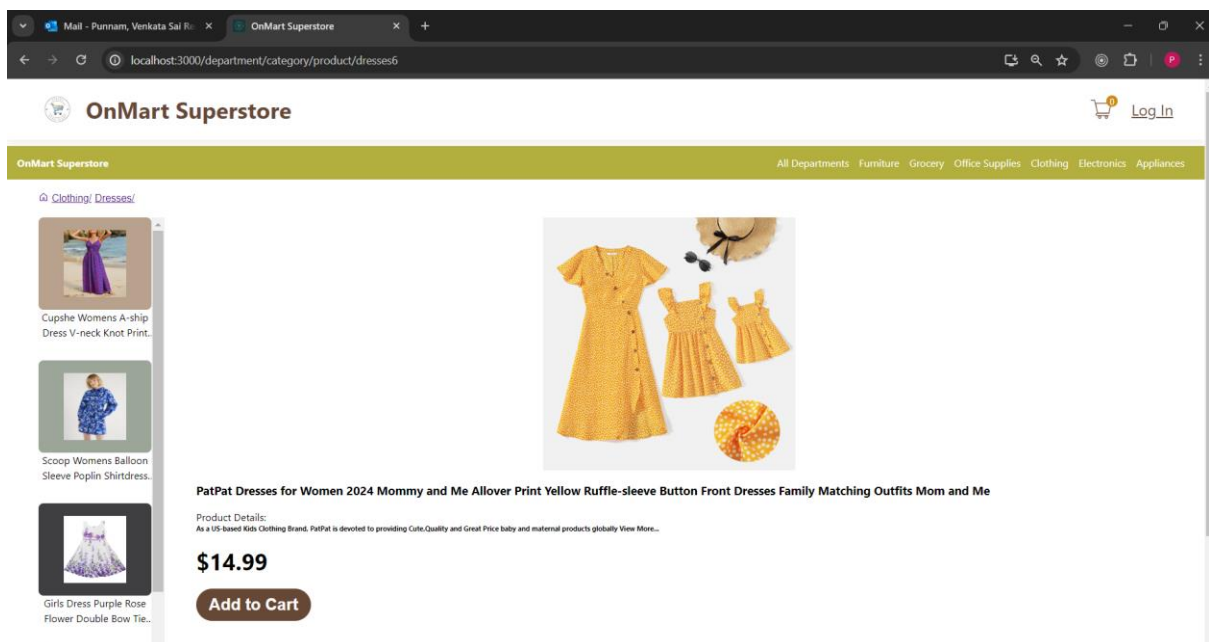 Mail - Punnam, Venkata Sai Re
OnMart Superstore
localhost:3000/department/category/product/dresses6
P
OnMart Superstore
0
Log In
OnMart Superstore
All Departments Furniture Grocery Office Supplies Clothing Electronics Appliances
Clothing/ Dresses/
Cupshe Womens A-ship
Dress V-neck Knot Print..
Scoop Womens Balloon
Sleeve Poplin Shirtdress..
Girls Dress Purple Rose
Flower Double Bow Tie..
PatPat Dresses for Women 2024 Mommy and Me Allover Print Yellow Ruffle-sleeve Button Front Dresses Family Matching Outfits Mom and Me
Product Details:
As a US-based Kids Clothing Brand, PatPat is devoted to providing Cute,Quality and Great Price baby and maternal products globally View More...
$14.99
Add to Cart